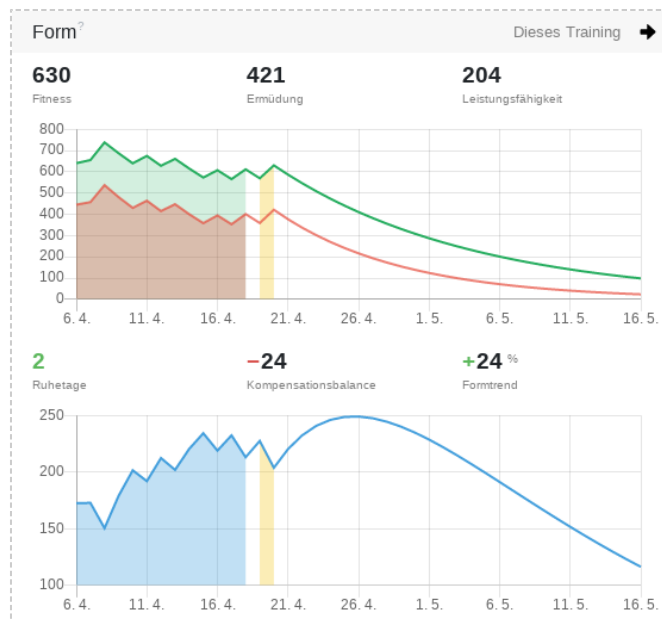 Form?
Dieses Training
630 421 204
Fitness Ermüdung Leistungsfähigkeit
800
700
600
500
400
300
200
100
0
6. 4. 11. 4. 16. 4. 21. 4. 26. 4. 1. 5. 6. 5. 11. 5. 16. 5.
2 −24 +24 %
Ruhetage Kompensationsbalance Formtrend
250
200
150
100
6. 4. 11. 4. 16. 4. 21. 4. 26. 4. 1. 5. 6. 5. 11. 5. 16. 5.